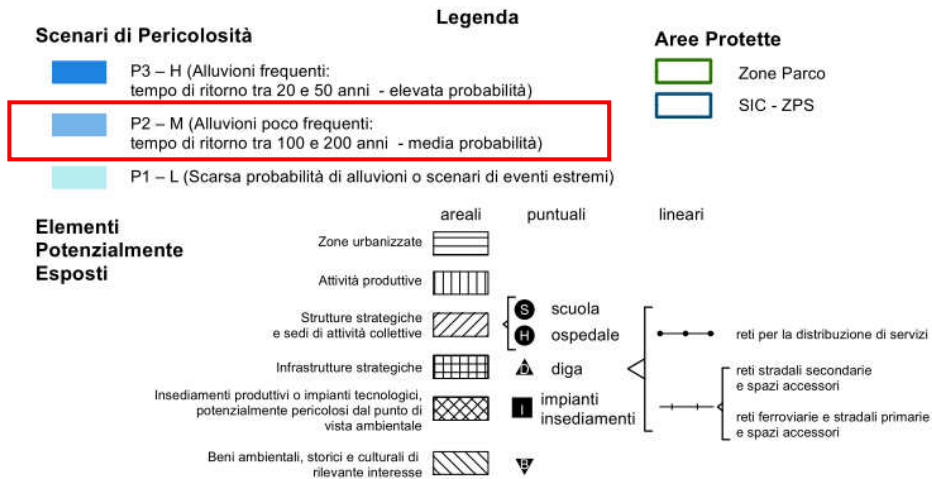 Legenda
Scenari di Pericolosità
P3 – H (Alluvioni frequenti:
tempo di ritorno tra 20 e 50 anni - elevata probabilità)
P2 – M (Alluvioni poco frequenti:
tempo di ritorno tra 100 e 200 anni - media probabilità)
P1 – L (Scarsa probabilità di alluvioni o scenari di eventi estremi)
Aree Protette
Zone Parco
SIC - ZPS
Elementi
Potenzialmente
Esposti
areali puntuali lineari
Zone urbanizzate
Attività produttive
Strutture strategiche
e sedi di attività collettive
S scuola
H ospedale
reti per la distribuzione di servizi
Infrastrutture strategiche
D diga
reti stradali secondarie
e spazi accessori
Insediamenti produttivi o impianti tecnologici,
potenzialmente pericolosi dal punto di
vista ambientale
I impianti
insediamenti
reti ferroviarie e stradali primarie
e spazi accessori
Beni ambientali, storici e culturali di
rilevante interesse
B